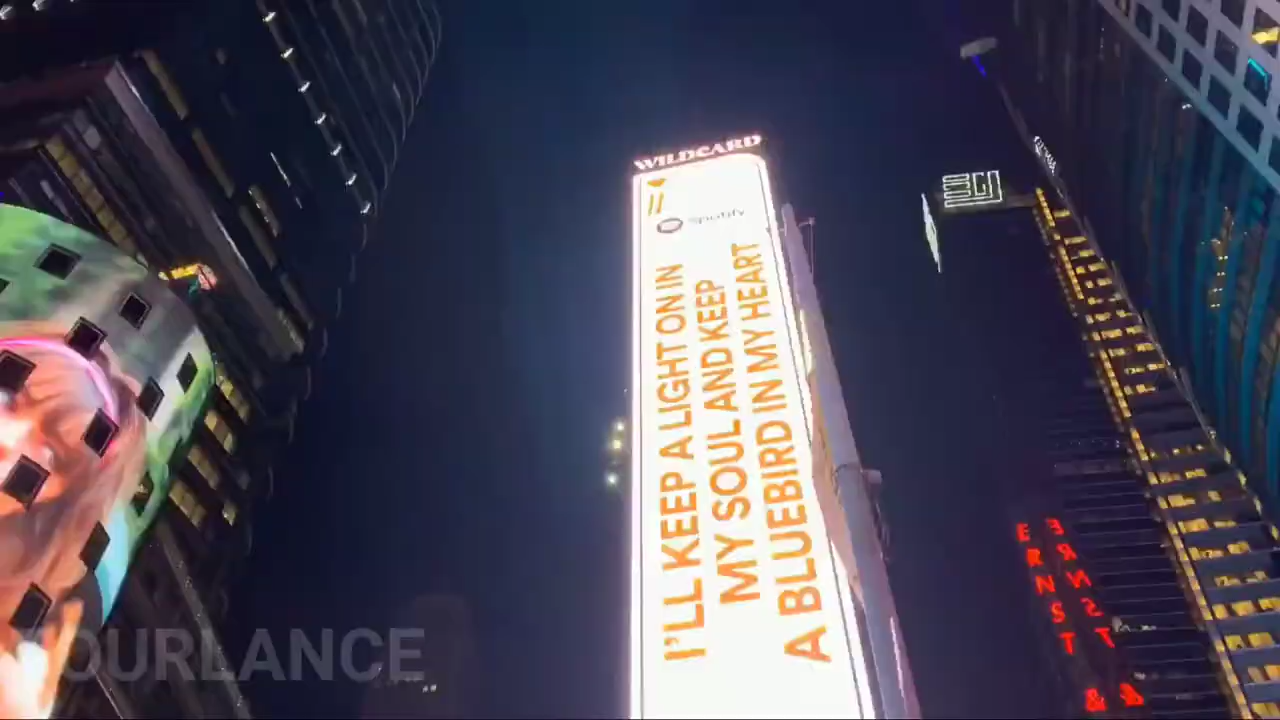 WILDCARD
Spotify
I'LL KEEP A LIGHT ON IN
MY SOUL AND KEEP
A BLUEBIRD IN MY HEART
ERNST
&
OURLANCE